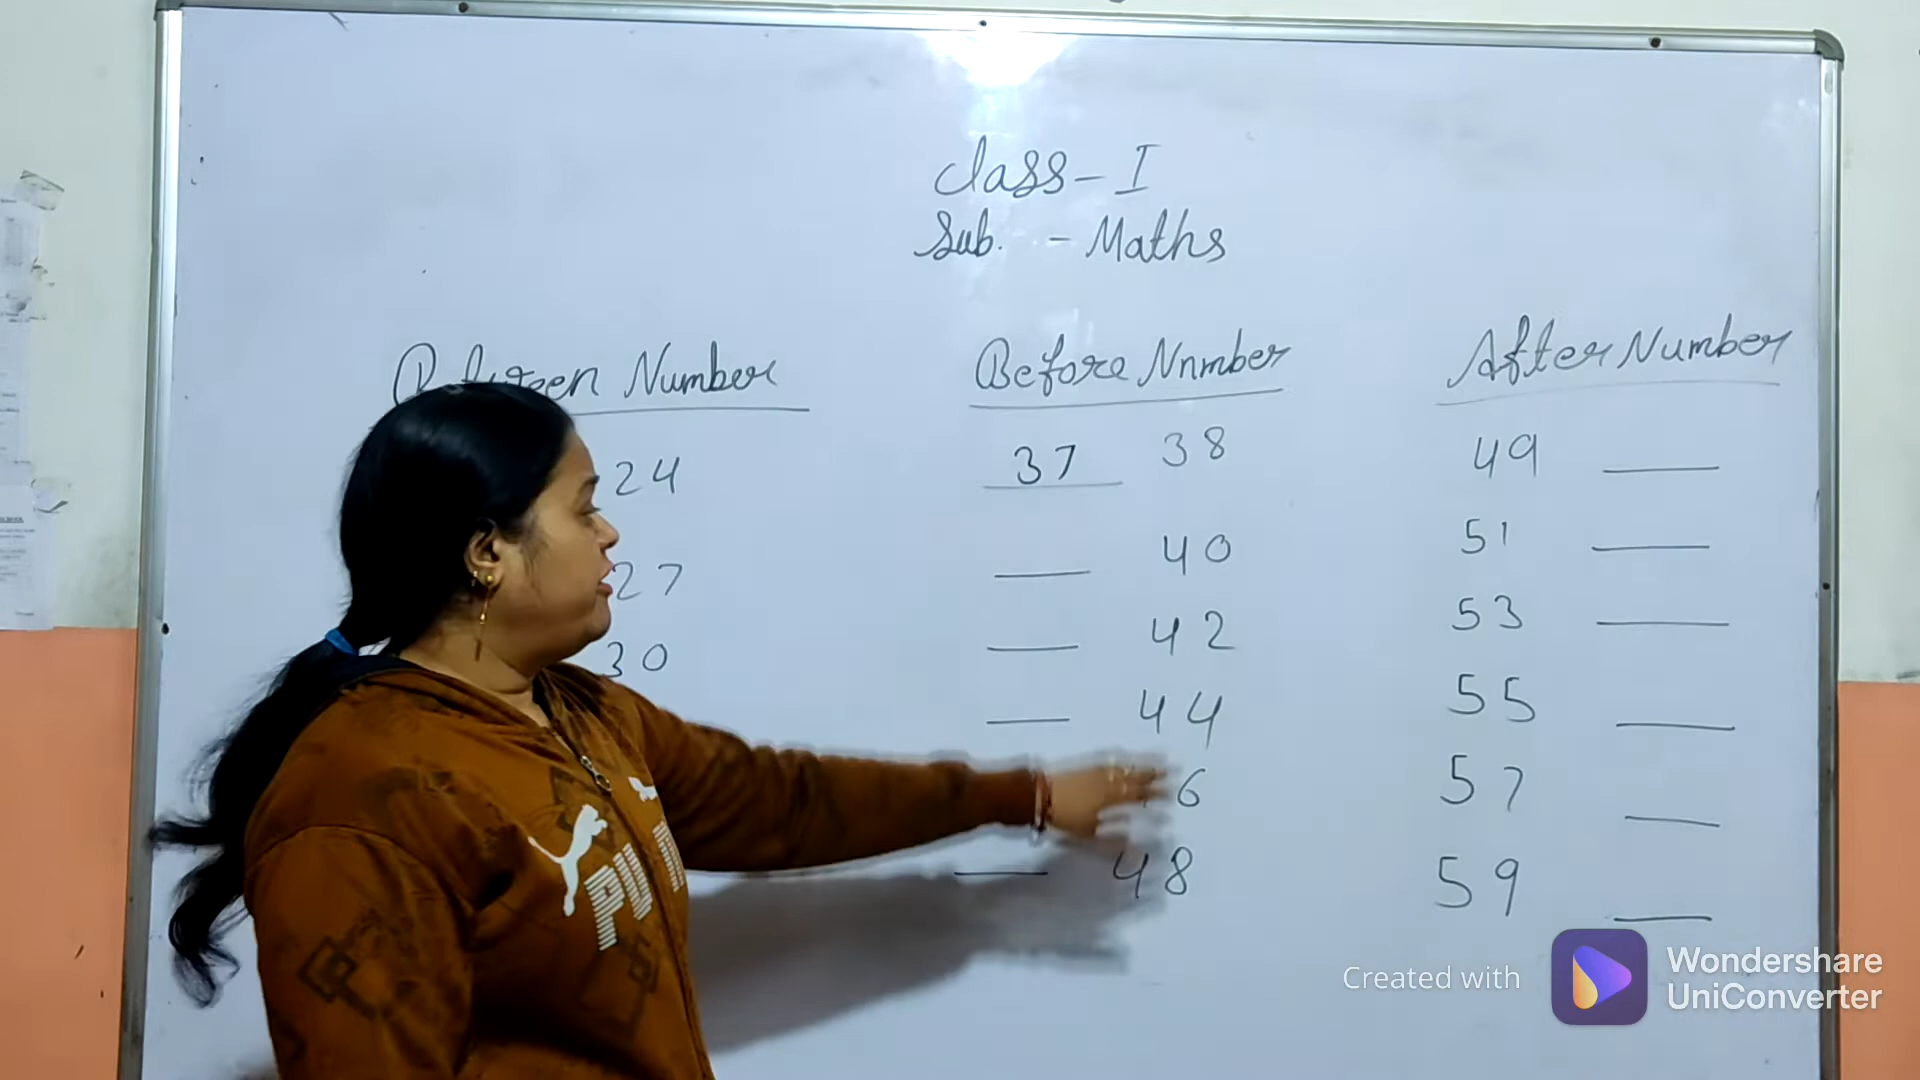 Class - I
Sub. - Maths
Between Number
24
27
30
Before Nnmber
37 38
___ 40
___ 42
___ 44
6
___ 48
After Number
49 ___
51 ___
53 ___
55 ___
57 ___
59 ___
PUM
Created with
Wondershare
UniConverter